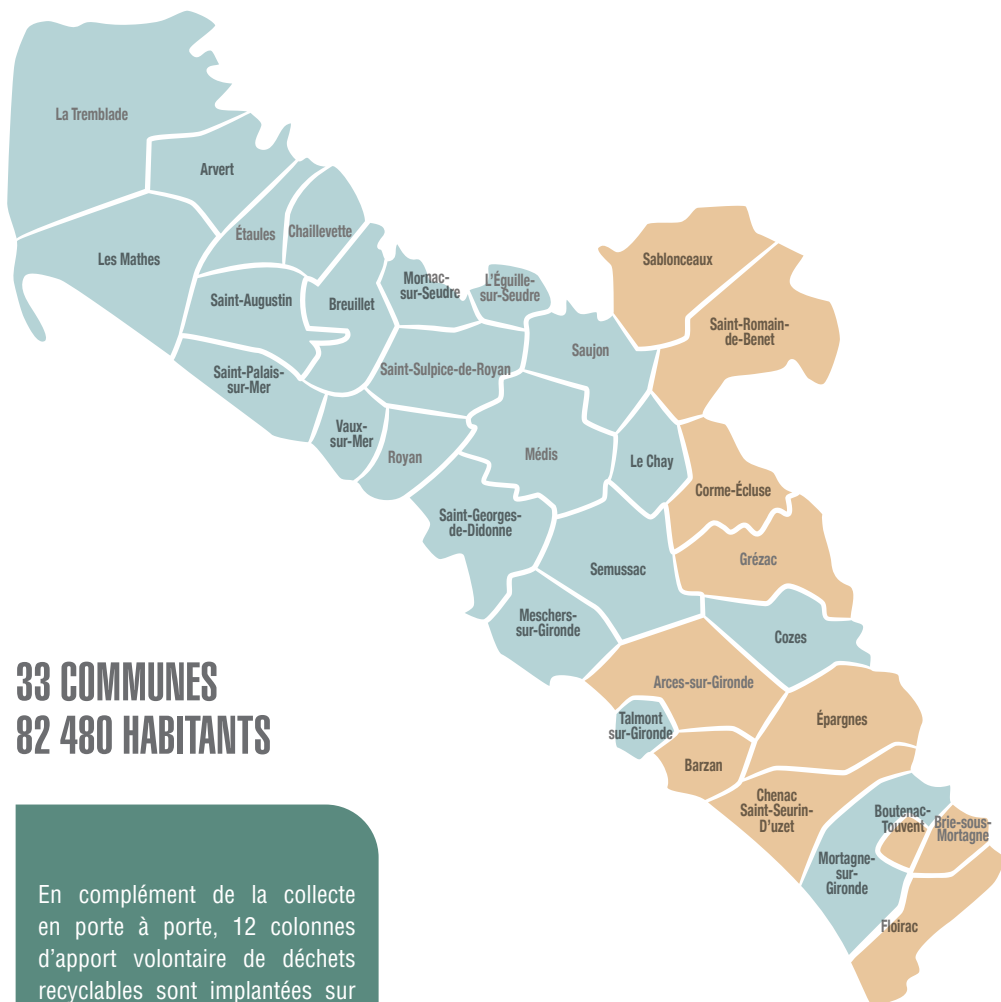 La Tremblade
Arvert
Étaules
Chaillevette
Les Mathes
Saint-Augustin
Breuillet
Mornac-
sur-Seudre
L'Éguille-
sur-Seudre
Sablonceaux
Saint-Romain-
de-Benet
Saint-Palais-
sur-Mer
Saint-Sulpice-de-Royan
Saujon
Vaux-
sur-Mer
Royan
Médis
Le Chay
Corme-Écluse
Saint-Georges-
de-Didonne
Semussac
Grézac
Meschers-
sur-Gironde
Cozes
Arces-sur-Gironde
Talmont
sur-Gironde
Épargnes
Barzan
Chenac
Saint-Seurin-
D'uzet
Boutenac-
Touvent
Brie-sous-
Mortagne
Mortagne-
sur-
Gironde
Floirac
33 COMMUNES
82 480 HABITANTS
En complément de la collecte
en porte à porte, 12 colonnes
d'apport volontaire de déchets
recyclables sont implantées sur